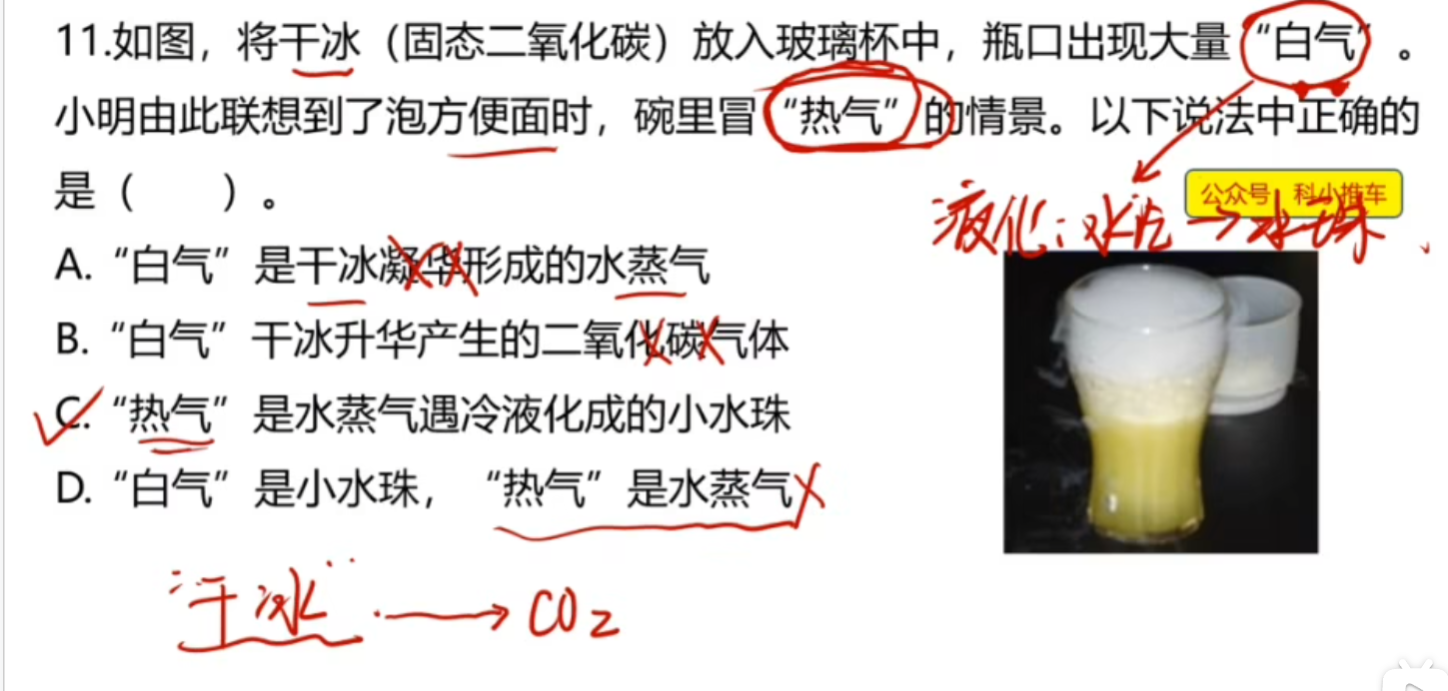 11.如图，将干冰（固态二氧化碳）放入玻璃杯中，瓶口出现大量“白气”。
小明由此联想到了泡方便面时，碗里冒“热气”的情景。以下说法中正确的
是（　　）。
公众号 科小推车
液化：水汽→水珠
A. “白气”是干冰凝华形成的水蒸气
B. “白气”干冰升华产生的二氧化碳气体
C. “热气”是水蒸气遇冷液化成的小水珠
D. “白气”是小水珠，“热气”是水蒸气
“干冰”→CO₂